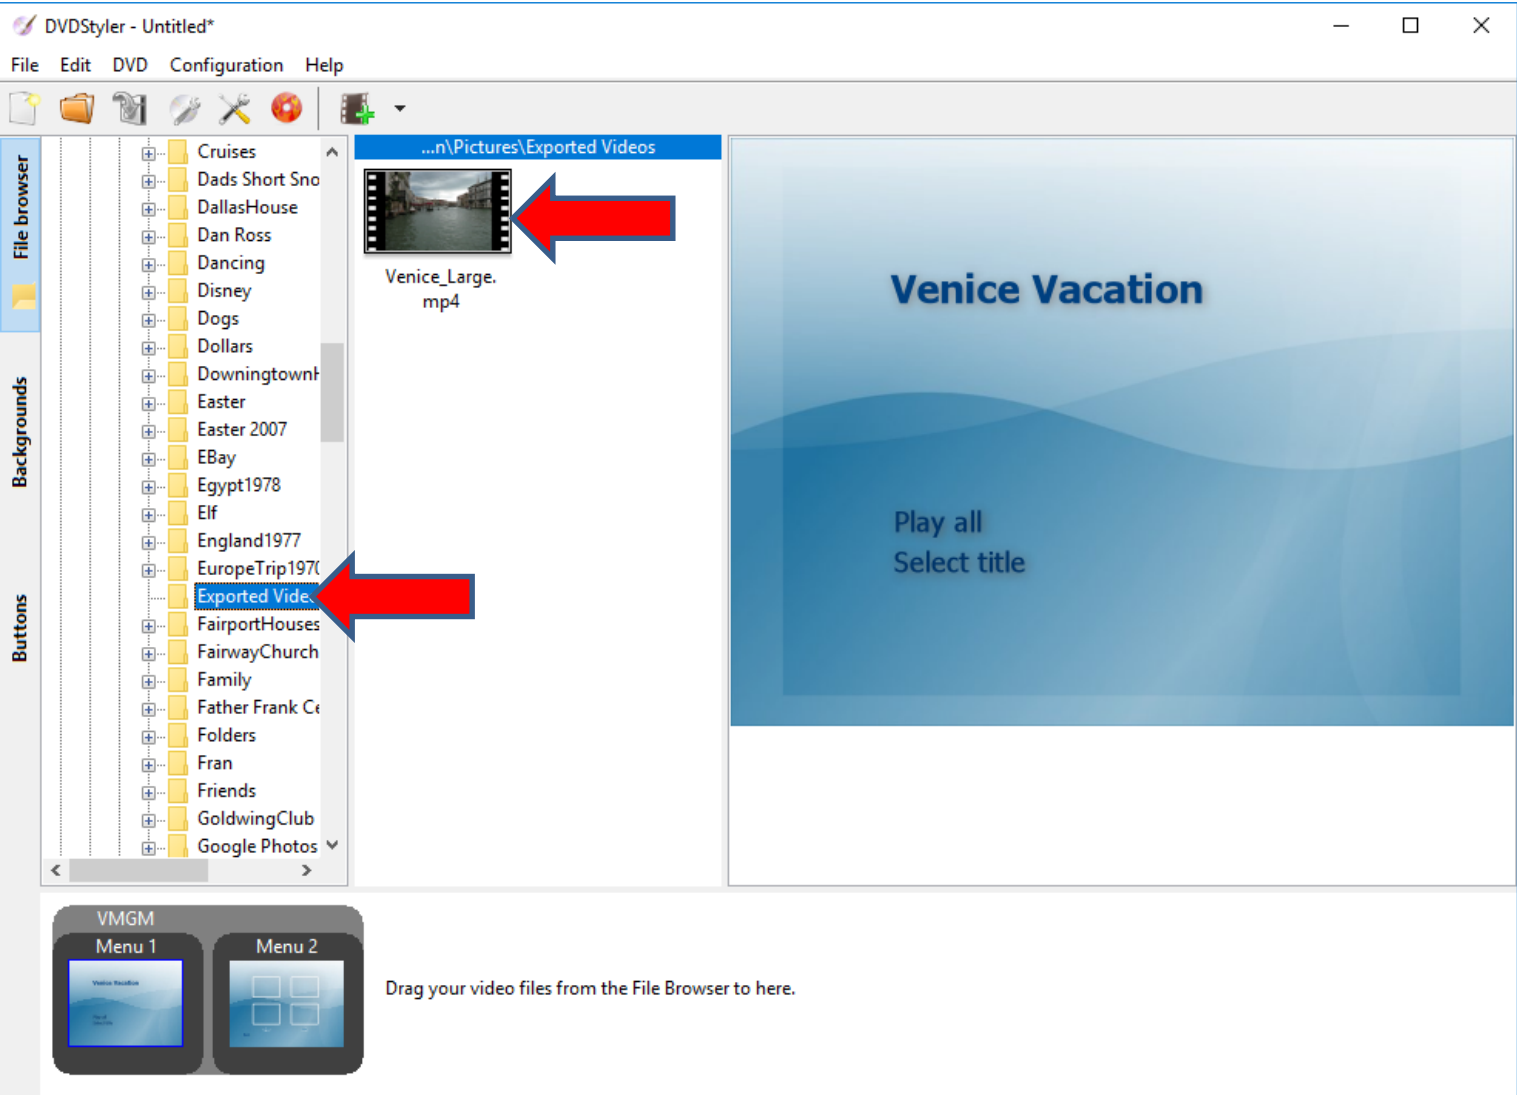 DVDStyler - Untitled*
File Edit DVD Configuration Help
File browser
Backgrounds
Buttons
Cruises
Dads Short Sno
DallasHouse
Dan Ross
Dancing
Disney
Dogs
Dollars
DowningtownH
Easter
Easter 2007
EBay
Egypt1978
Elf
England1977
EuropeTrip1970
Exported Vide
FairportHouses
FairwayChurch
Family
Father Frank Ce
Folders
Fran
Friends
GoldwingClub
Google Photos
...n\Pictures\Exported Videos
Venice_Large.
mp4
Venice Vacation
Play all
Select title
VMGM
Menu 1 Menu 2
Venice Vacation
Drag your video files from the File Browser to here.